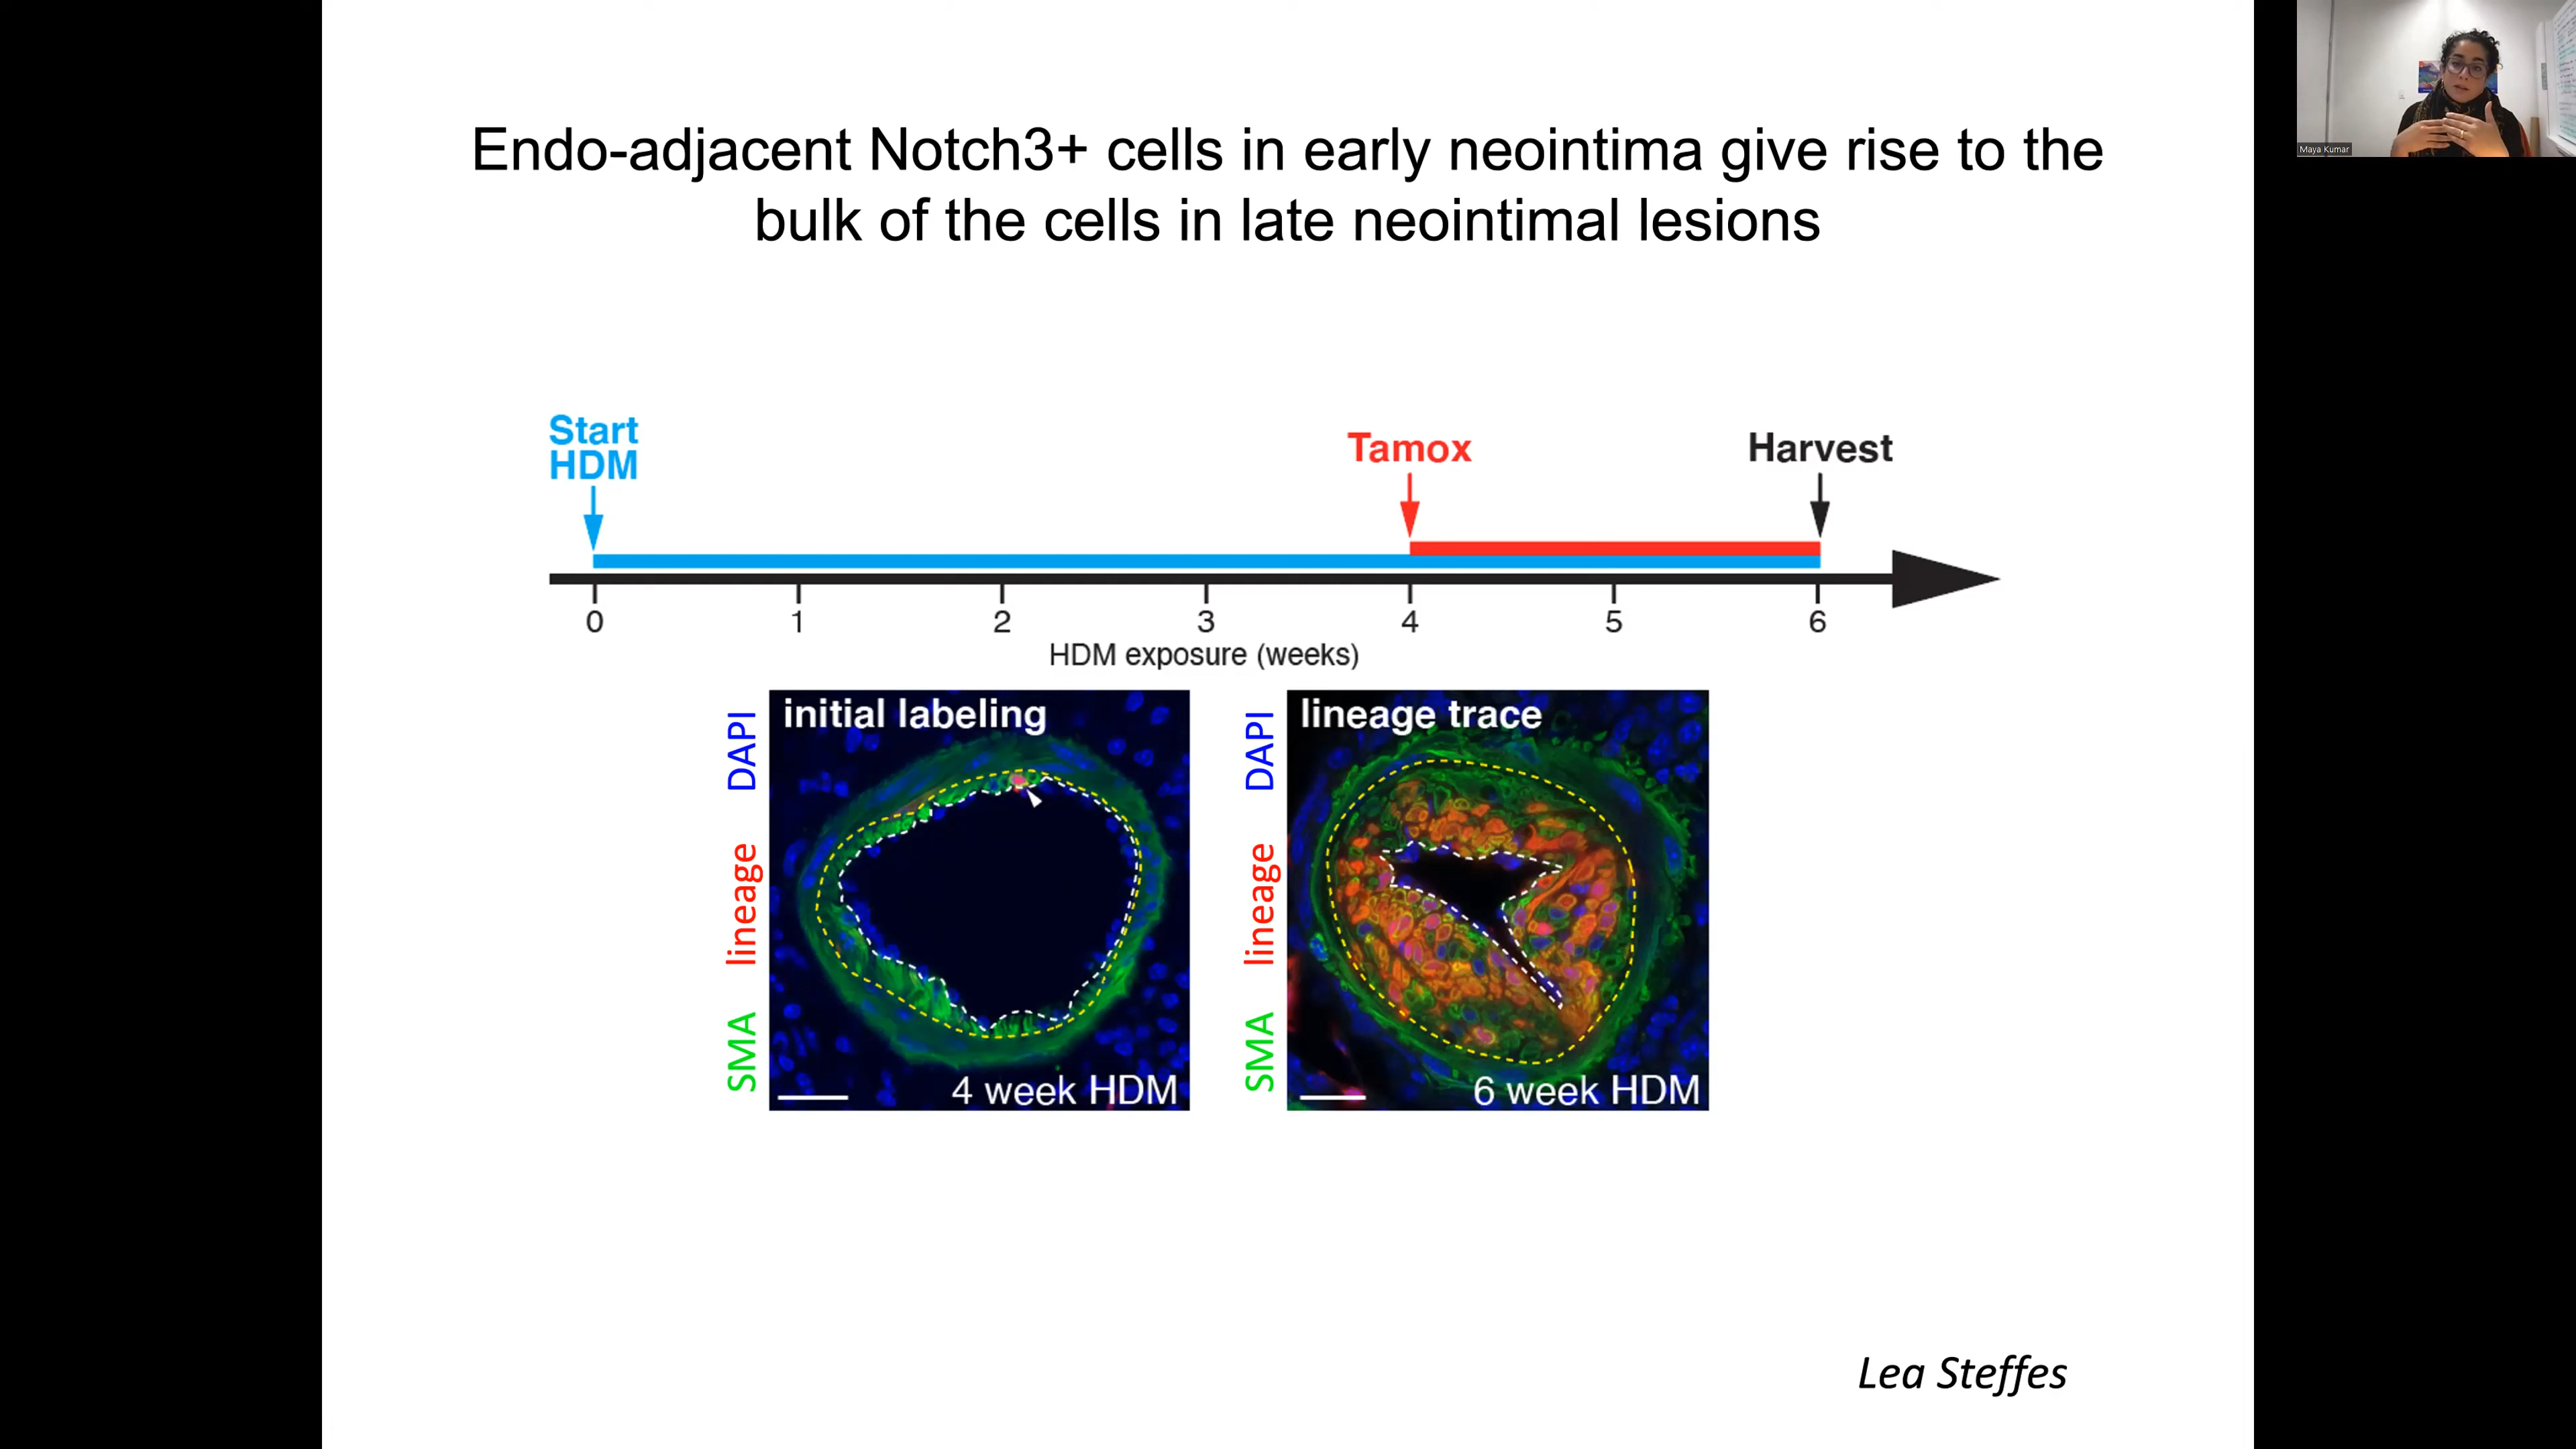 Endo-adjacent Notch3+ cells in early neointima give rise to the
bulk of the cells in late neointimal lesions
Maya Kumar
Start
HDM
Tamox
Harvest
0 1 2 3 4 5 6
HDM exposure (weeks)
SMA lineage DAPI
initial labeling
4 week HDM
SMA lineage DAPI
lineage trace
6 week HDM
Lea Steffes